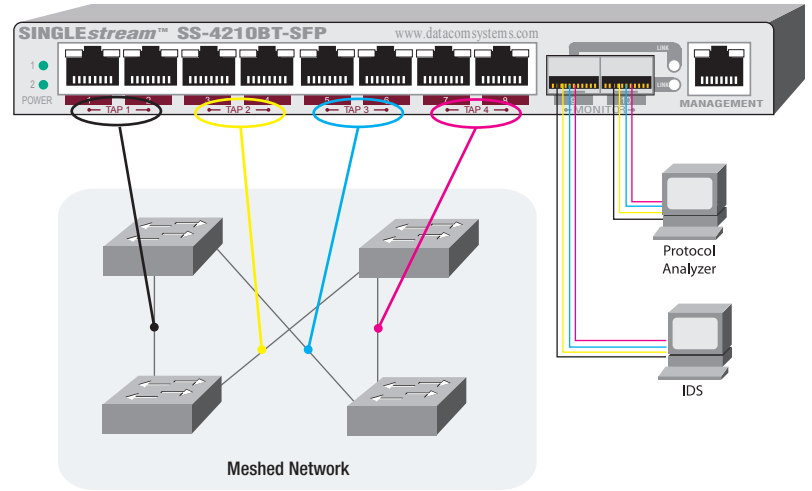 SINGLEstream™ SS-4210BT-SFP
www.datacomsystems.com
LINK
LINK
1
2
POWER
1 2 3 4 5 6 7 8
TAP 1 TAP 2 TAP 3 TAP 4
MONITOR
MANAGEMENT
Protocol
Analyzer
IDS
Meshed Network